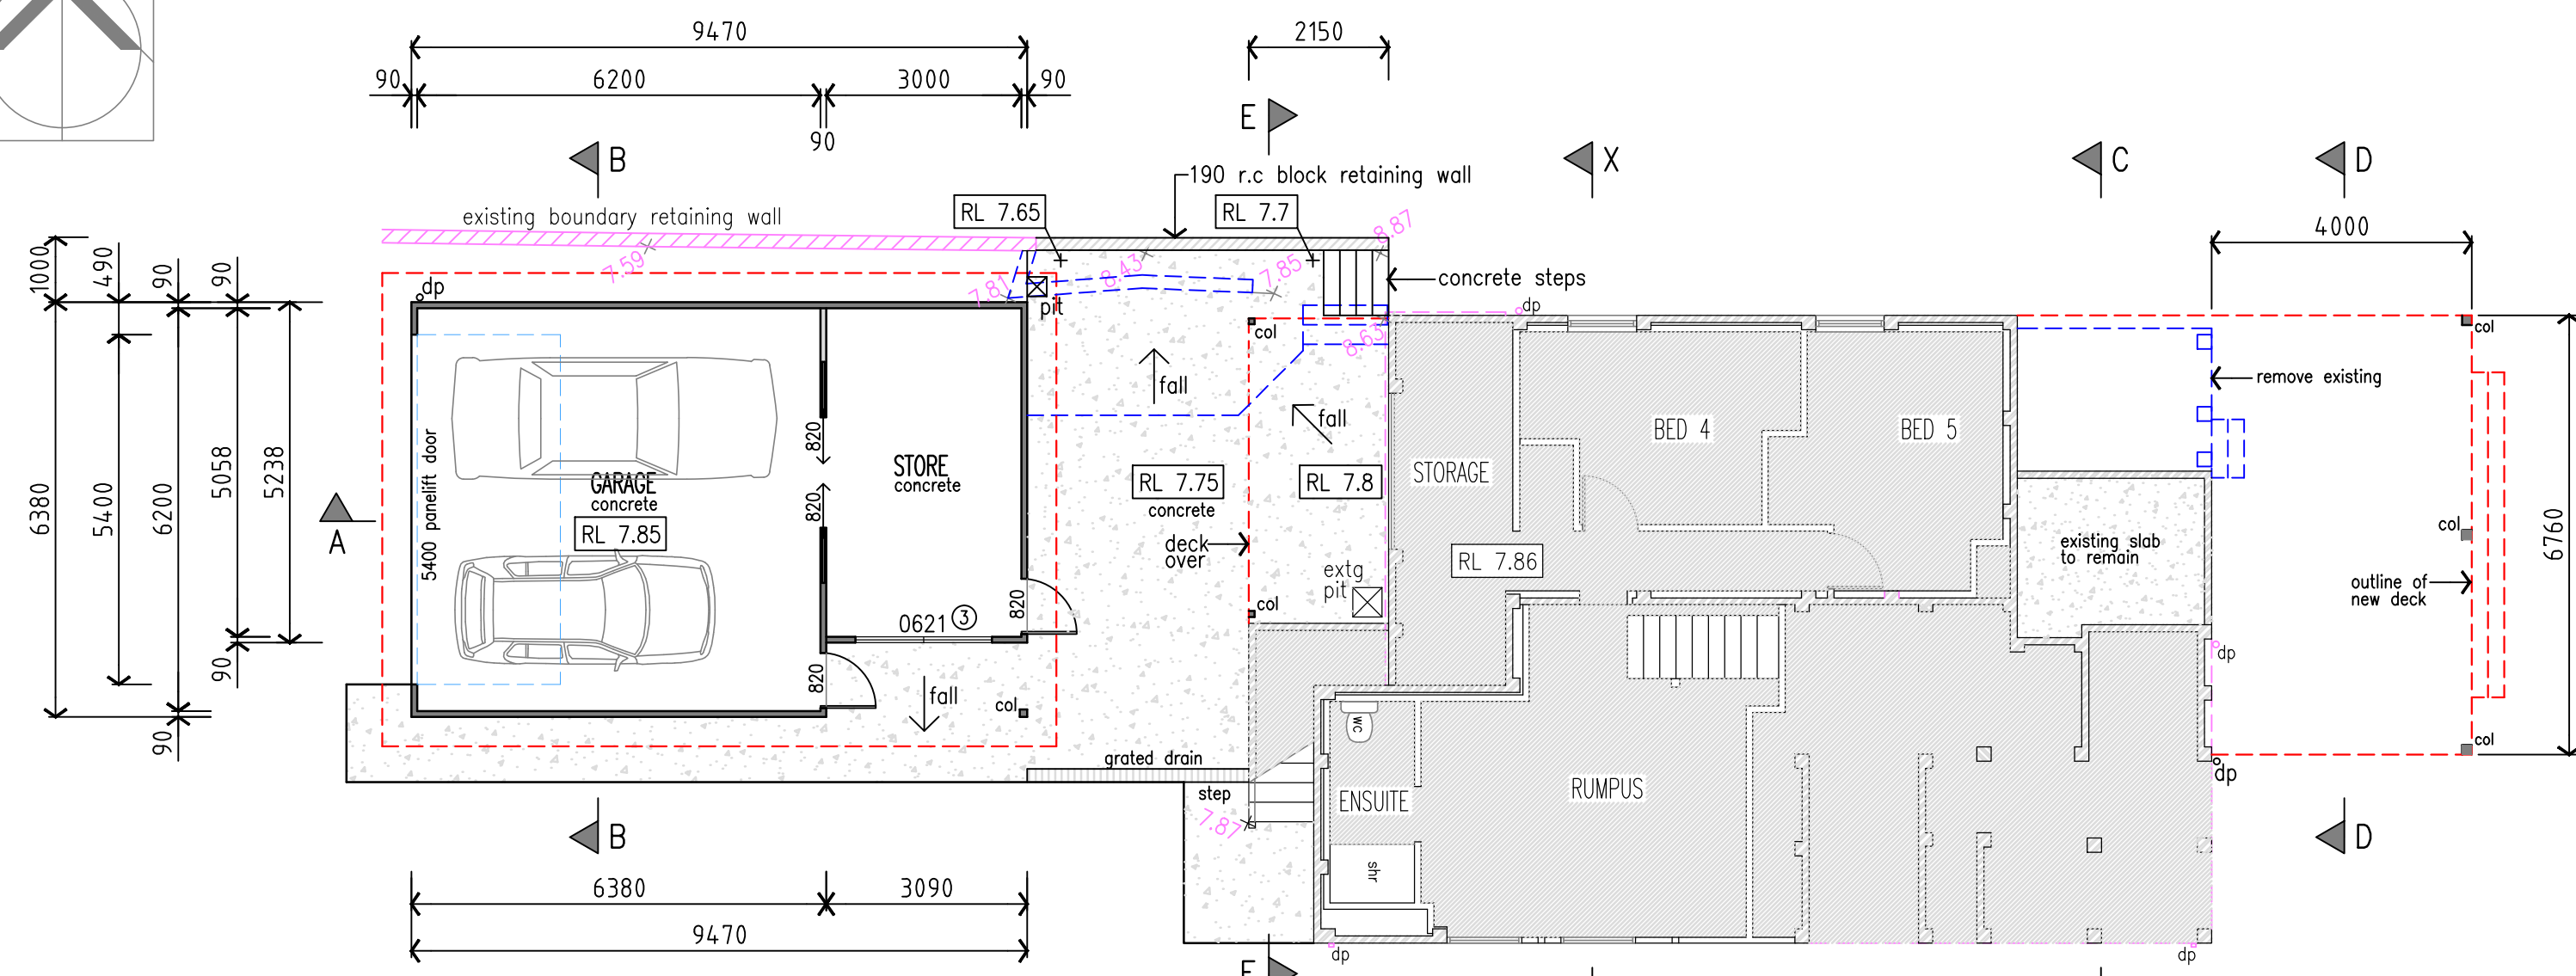 9470
2150
90
6200
3000
90
90
E
B
X
C
D
190 r.c block retaining wall
RL 7.65
RL 7.7
existing boundary retaining wall
8.87
4000
1000
490
90
90
7.59
7.81
8.43
7.85
concrete steps
dp
pit
dp
col
col
8.63
fall
fall
remove existing
820
BED 4
BED 5
5400 panelift door
STORE
concrete
STORAGE
GARAGE
concrete
RL 7.85
RL 7.75
concrete
RL 7.8
6380
5400
6200
5058
5238
820
A
deck
over
RL 7.86
col
existing slab
to remain
6760
extg
pit
outline of
new deck
col
820
0621 3
90
820
dp
fall
col
wc
90
col
grated drain
dp
step
7.87
ENSUITE
RUMPUS
B
D
shr
6380
3090
9470
dp
dp
E